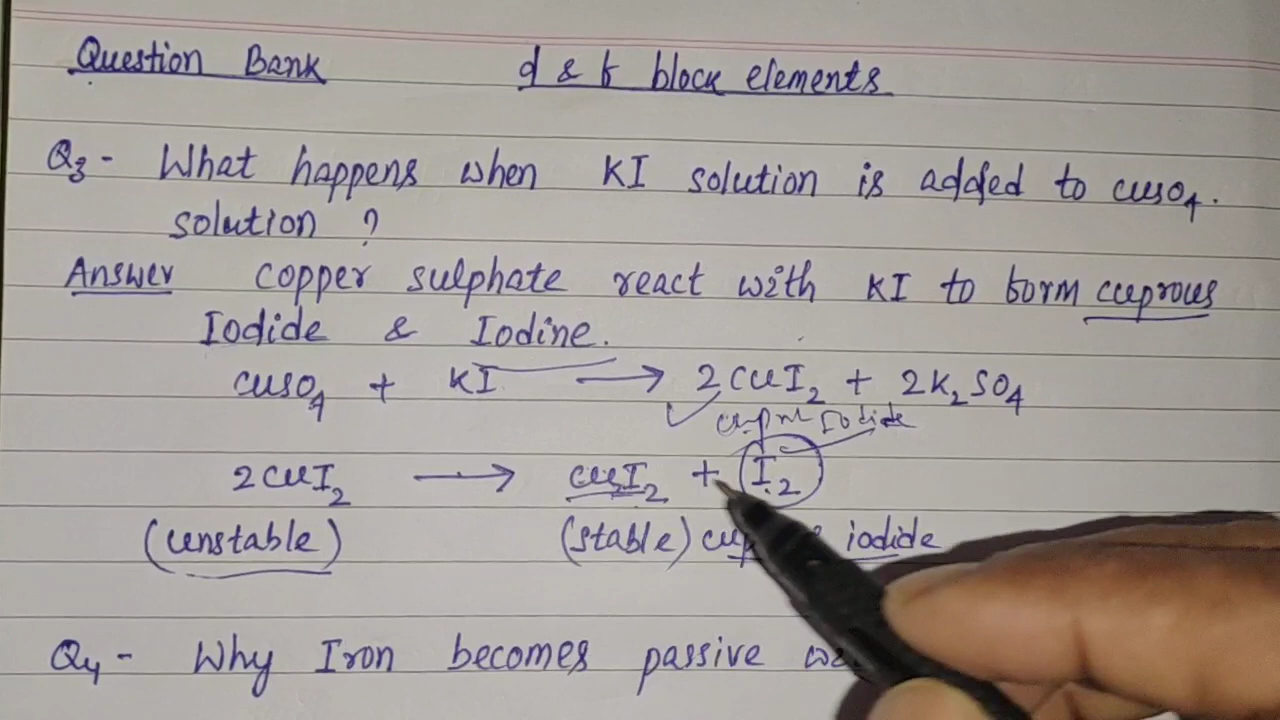 Question Bank d & f block elements
Q3 - What happens when KI solution is added to CuSO4.
solution ?
Answer Copper sulphate react with KI to form cuprous
Iodide & Iodine.
CuSO4 + KI → 2CuI2 + 2K2SO4
Iodide
2CuI2 → Cu2I2 + I2
(unstable) (stable) iodide
Q4 - Why Iron becomes passive